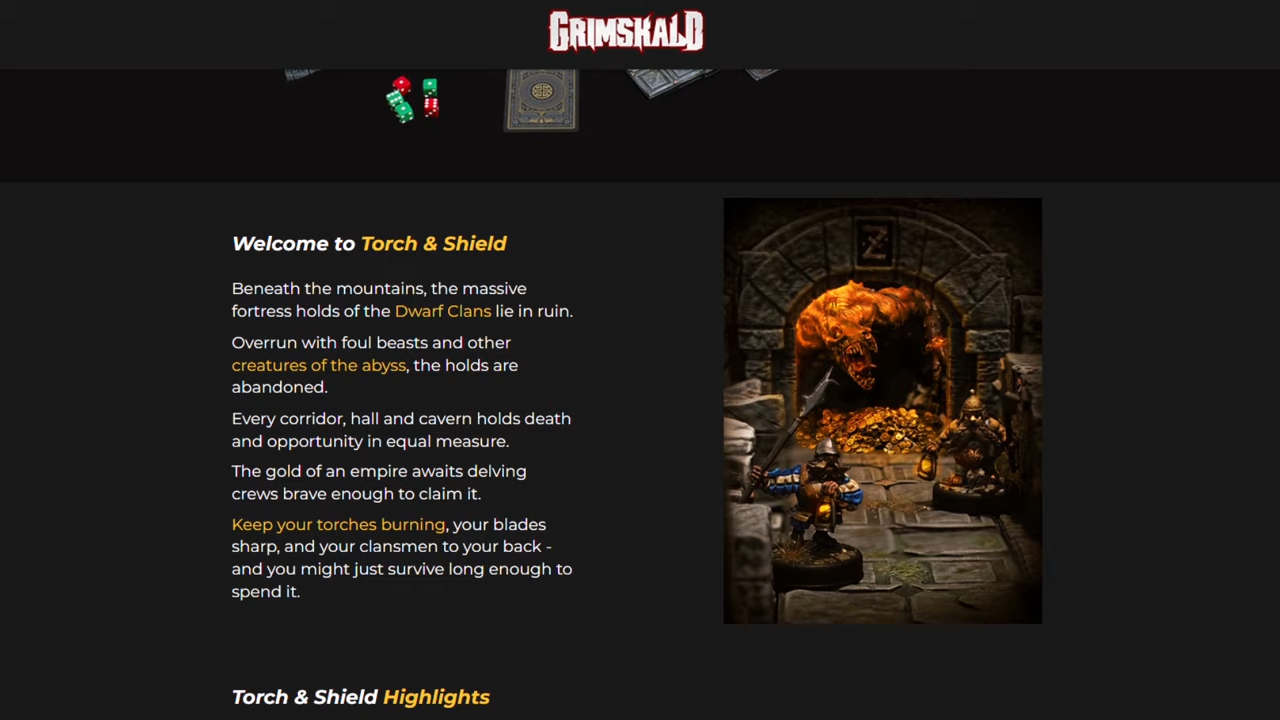 GRIMSKALD
Welcome to Torch & Shield
Beneath the mountains, the massive
fortress holds of the Dwarf Clans lie in ruin.
Overrun with foul beasts and other
creatures of the abyss, the holds are
abandoned.
Every corridor, hall and cavern holds death
and opportunity in equal measure.
The gold of an empire awaits delving
crews brave enough to claim it.
Keep your torches burning, your blades
sharp, and your clansmen to your back -
and you might just survive long enough to
spend it.
Torch & Shield Highlights